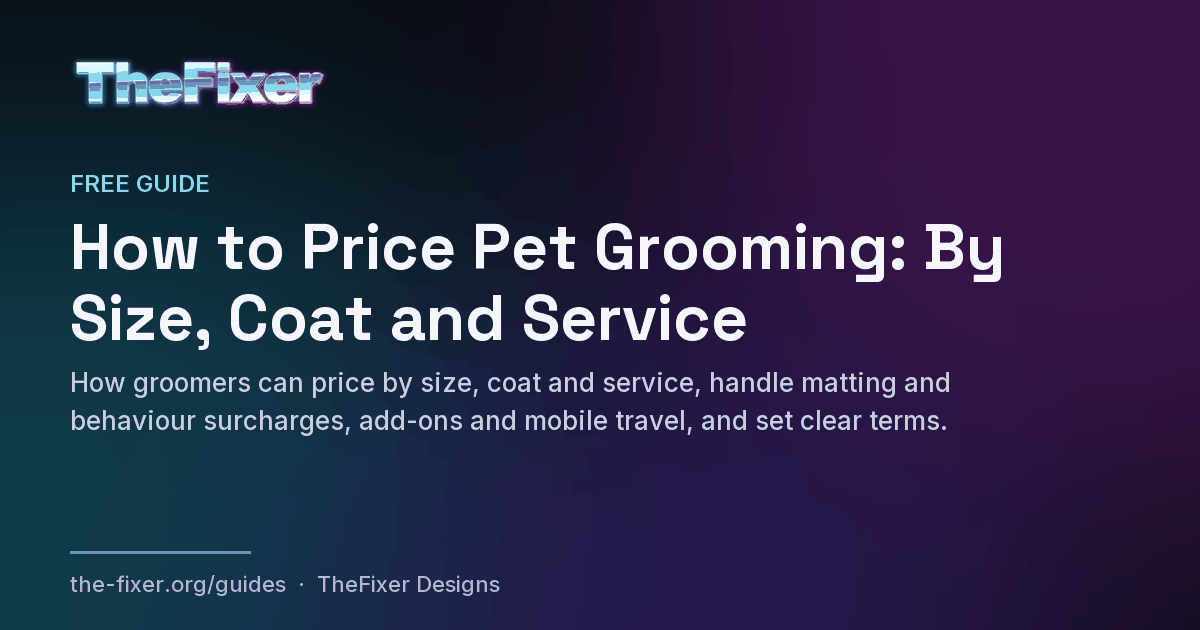 TheFixer
FREE GUIDE
How to Price Pet Grooming: By
Size, Coat and Service
How groomers can price by size, coat and service, handle matting and
behaviour surcharges, add-ons and mobile travel, and set clear terms.
the-fixer.org/guides · TheFixer Designs